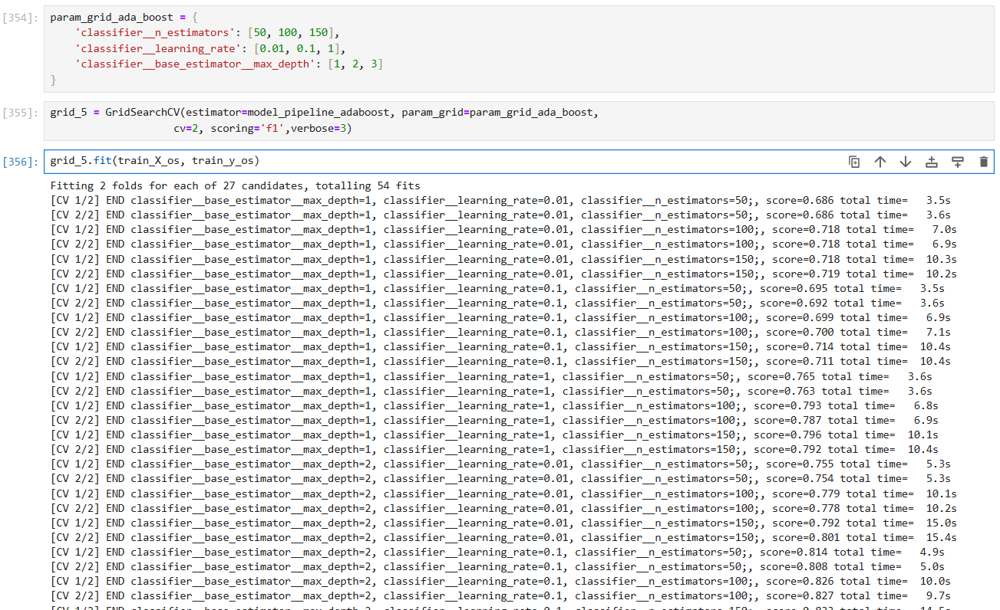 [354]: param_grid_ada_boost = {
'classifier__n_estimators': [50, 100, 150],
'classifier__learning_rate': [0.01, 0.1, 1],
'classifier__base_estimator__max_depth': [1, 2, 3]
}
[355]: grid_5 = GridSearchCV(estimator=model_pipeline_adaboost, param_grid=param_grid_ada_boost,
cv=2, scoring='f1',verbose=3)
[356]: grid_5.fit(train_X_os, train_y_os)
Fitting 2 folds for each of 27 candidates, totalling 54 fits
[CV 1/2] END classifier__base_estimator__max_depth=1, classifier__learning_rate=0.01, classifier__n_estimators=50;, score=0.686 total time=   3.5s
[CV 2/2] END classifier__base_estimator__max_depth=1, classifier__learning_rate=0.01, classifier__n_estimators=50;, score=0.686 total time=   3.6s
[CV 1/2] END classifier__base_estimator__max_depth=1, classifier__learning_rate=0.01, classifier__n_estimators=100;, score=0.718 total time=   7.0s
[CV 2/2] END classifier__base_estimator__max_depth=1, classifier__learning_rate=0.01, classifier__n_estimators=100;, score=0.718 total time=   6.9s
[CV 1/2] END classifier__base_estimator__max_depth=1, classifier__learning_rate=0.01, classifier__n_estimators=150;, score=0.718 total time=  10.3s
[CV 2/2] END classifier__base_estimator__max_depth=1, classifier__learning_rate=0.01, classifier__n_estimators=150;, score=0.719 total time=  10.2s
[CV 1/2] END classifier__base_estimator__max_depth=1, classifier__learning_rate=0.1, classifier__n_estimators=50;, score=0.695 total time=   3.5s
[CV 2/2] END classifier__base_estimator__max_depth=1, classifier__learning_rate=0.1, classifier__n_estimators=50;, score=0.692 total time=   3.6s
[CV 1/2] END classifier__base_estimator__max_depth=1, classifier__learning_rate=0.1, classifier__n_estimators=100;, score=0.699 total time=   6.9s
[CV 2/2] END classifier__base_estimator__max_depth=1, classifier__learning_rate=0.1, classifier__n_estimators=100;, score=0.700 total time=   7.1s
[CV 1/2] END classifier__base_estimator__max_depth=1, classifier__learning_rate=0.1, classifier__n_estimators=150;, score=0.714 total time=  10.4s
[CV 2/2] END classifier__base_estimator__max_depth=1, classifier__learning_rate=0.1, classifier__n_estimators=150;, score=0.711 total time=  10.4s
[CV 1/2] END classifier__base_estimator__max_depth=1, classifier__learning_rate=1, classifier__n_estimators=50;, score=0.765 total time=   3.6s
[CV 2/2] END classifier__base_estimator__max_depth=1, classifier__learning_rate=1, classifier__n_estimators=50;, score=0.763 total time=   3.6s
[CV 1/2] END classifier__base_estimator__max_depth=1, classifier__learning_rate=1, classifier__n_estimators=100;, score=0.793 total time=   6.8s
[CV 2/2] END classifier__base_estimator__max_depth=1, classifier__learning_rate=1, classifier__n_estimators=100;, score=0.787 total time=   6.9s
[CV 1/2] END classifier__base_estimator__max_depth=1, classifier__learning_rate=1, classifier__n_estimators=150;, score=0.796 total time=  10.1s
[CV 2/2] END classifier__base_estimator__max_depth=1, classifier__learning_rate=1, classifier__n_estimators=150;, score=0.792 total time=  10.4s
[CV 1/2] END classifier__base_estimator__max_depth=2, classifier__learning_rate=0.01, classifier__n_estimators=50;, score=0.755 total time=   5.3s
[CV 2/2] END classifier__base_estimator__max_depth=2, classifier__learning_rate=0.01, classifier__n_estimators=50;, score=0.754 total time=   5.3s
[CV 1/2] END classifier__base_estimator__max_depth=2, classifier__learning_rate=0.01, classifier__n_estimators=100;, score=0.779 total time=  10.1s
[CV 2/2] END classifier__base_estimator__max_depth=2, classifier__learning_rate=0.01, classifier__n_estimators=100;, score=0.778 total time=  10.2s
[CV 1/2] END classifier__base_estimator__max_depth=2, classifier__learning_rate=0.01, classifier__n_estimators=150;, score=0.792 total time=  15.0s
[CV 2/2] END classifier__base_estimator__max_depth=2, classifier__learning_rate=0.01, classifier__n_estimators=150;, score=0.801 total time=  15.4s
[CV 1/2] END classifier__base_estimator__max_depth=2, classifier__learning_rate=0.1, classifier__n_estimators=50;, score=0.814 total time=   4.9s
[CV 2/2] END classifier__base_estimator__max_depth=2, classifier__learning_rate=0.1, classifier__n_estimators=50;, score=0.808 total time=   5.0s
[CV 1/2] END classifier__base_estimator__max_depth=2, classifier__learning_rate=0.1, classifier__n_estimators=100;, score=0.826 total time=  10.0s
[CV 2/2] END classifier__base_estimator__max_depth=2, classifier__learning_rate=0.1, classifier__n_estimators=100;, score=0.827 total time=   9.7s